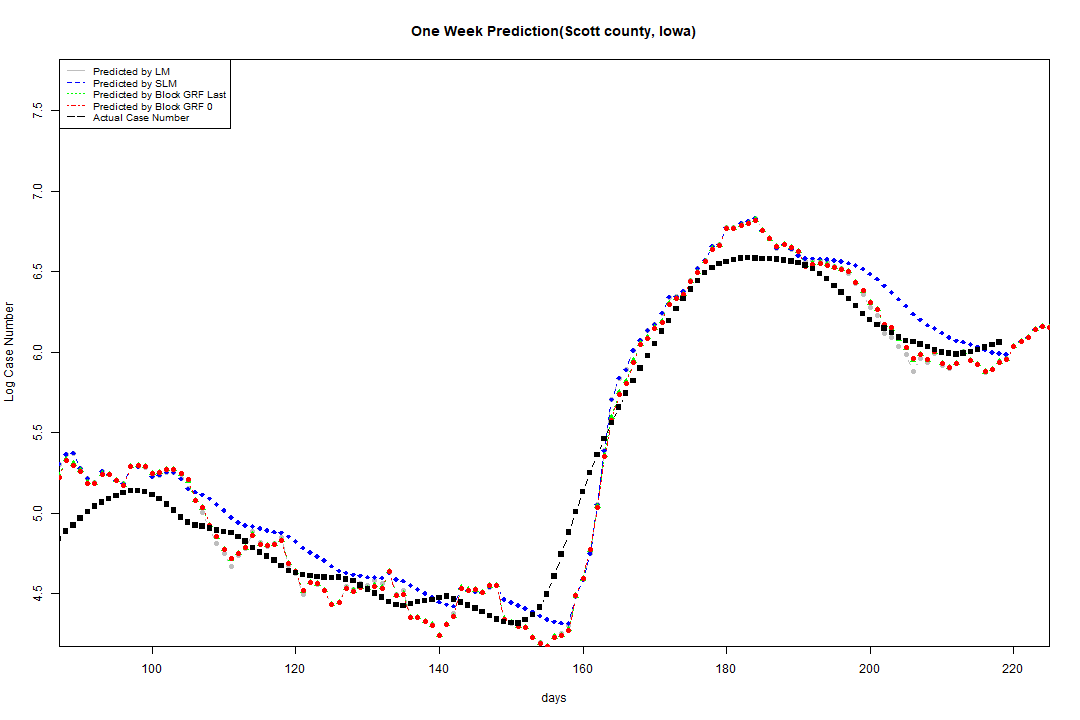 One Week Prediction(Scott county, Iowa)
Predicted by LM
Predicted by SLM
Predicted by Block GRF Last
Predicted by Block GRF 0
Actual Case Number
7.5
7.0
6.5
6.0
5.5
5.0
4.5
Log Case Number
100 120 140 160 180 200 220
days